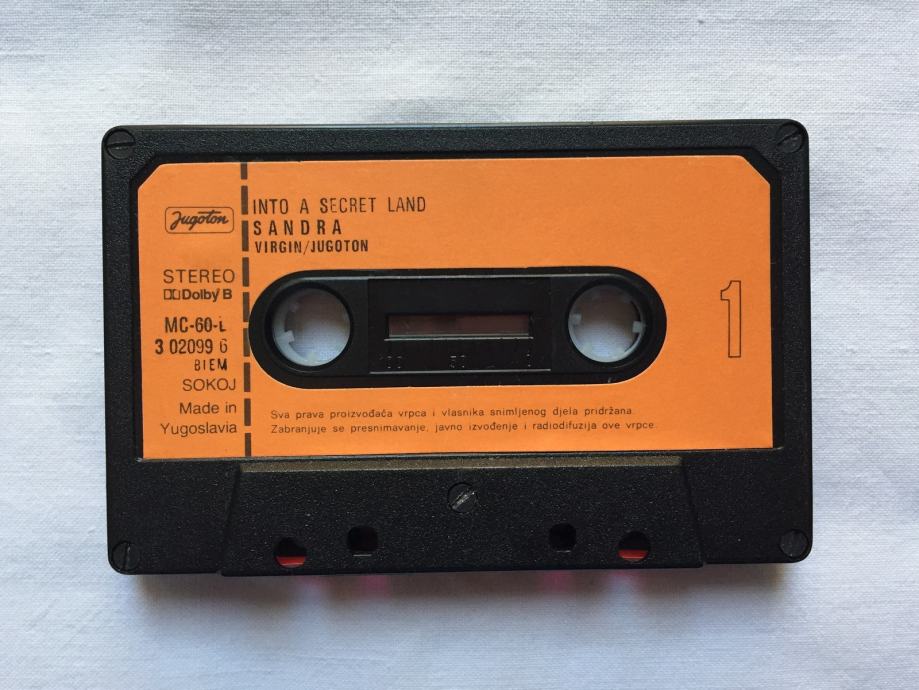 Jugoton
INTO A SECRET LAND
SANDRA
VIRGIN/JUGOTON
STEREO
Dolby B
MC-60-L
3 02099 6
BIEM
SOKOJ
Made in
Yugoslavia
1
100 50 0
Sva prava proizvođača vrpca i vlasnika snimljenog djela pridržana.
Zabranjuje se presnimavanje, javno izvođenje i radiodifuzija ove vrpce.